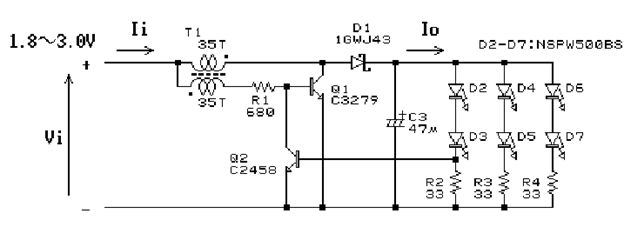 1.8~3.0V
Ii
T1
35T
35T
D1
1GWJ43
Io
D2-D7:NSPW500BS
+
R1
680
Q1
C3279
+
C3
47μ
D2
D4
D6
D3
D5
D7
Vi
Q2
C2458
R2
33
R3
33
R4
33
-